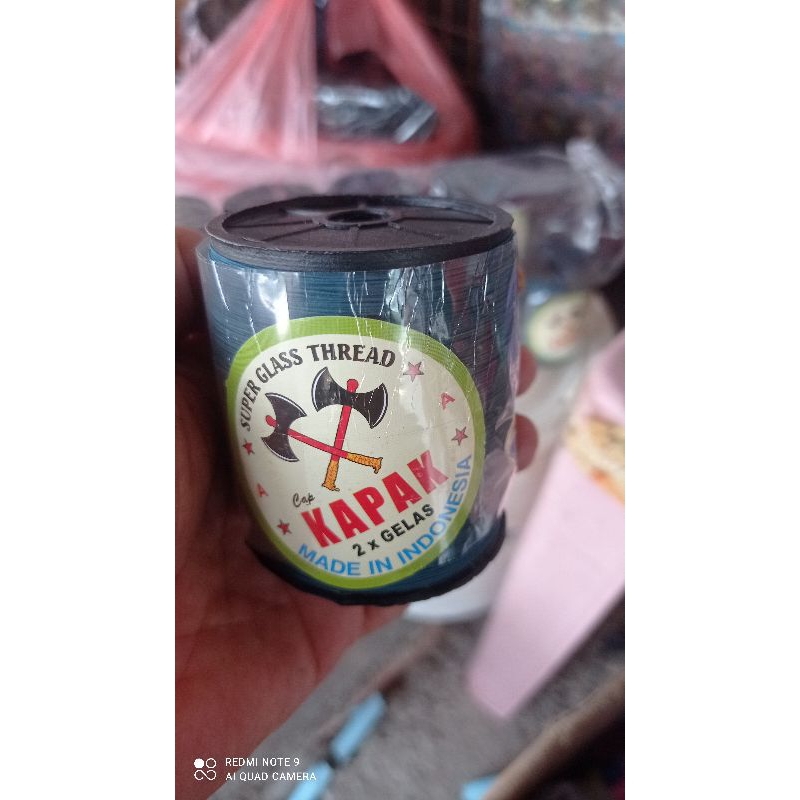 SUPER GLASS THREAD
A
A
Cap
KAPAK
2 x GELAS
MADE IN INDONESIA
REDMI NOTE 9
AI QUAD CAMERA